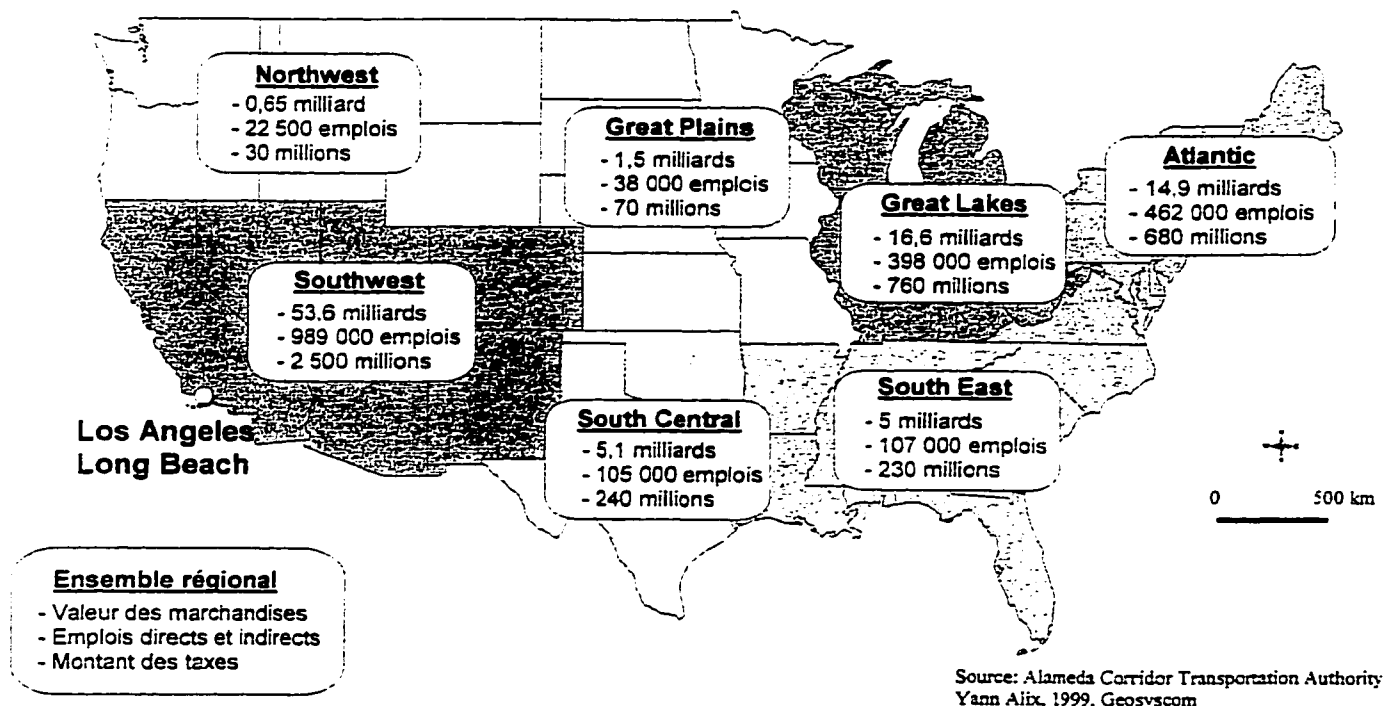 Northwest
- 0,65 milliard
- 22 500 emplois
- 30 millions
Great Plains
- 1,5 milliards
- 38 000 emplois
- 70 millions
Atlantic
- 14,9 milliards
- 462 000 emplois
- 680 millions
Great Lakes
- 16,6 milliards
- 398 000 emplois
- 760 millions
Southwest
- 53,6 milliards
- 989 000 emplois
- 2 500 millions
South East
- 5 milliards
- 107 000 emplois
- 230 millions
South Central
- 5,1 milliards
- 105 000 emplois
- 240 millions
Los Angeles
Long Beach
0 500 km
Ensemble régional
- Valeur des marchandises
- Emplois directs et indirects
- Montant des taxes
Source: Alameda Corridor Transportation Authority
Yann Alix, 1999, Geosyscom